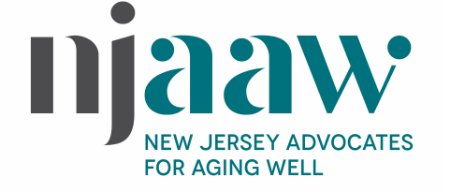 njaaw
NEW JERSEY ADVOCATES
FOR AGING WELL